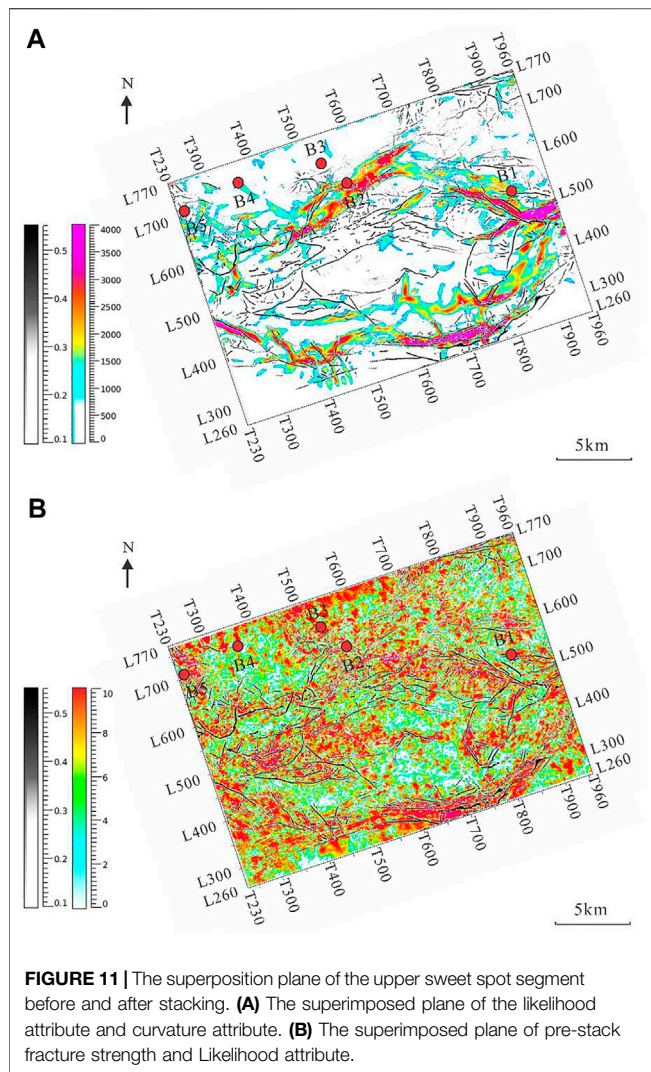 A
N
T230
T300
T400
T500
T600
T700
T800
T900
T960
L770
L700
L600
L500
L400
L300
L260
L770
L700
L600
L500
L400
L300
L260
T230
T300
T400
T500
T600
T700
T800
T900
T960
B3
B4
B2
B1
B5
0.5
0.4
0.3
0.2
0.1
4000
3500
3000
2500
2000
1500
1000
500
0
5km
B
N
T230
T300
T400
T500
T600
T700
T800
T900
T960
L770
L700
L600
L500
L400
L300
L260
L770
L700
L600
L500
L400
L300
L260
T230
T300
T400
T500
T600
T700
T800
T900
T960
B3
B4
B2
B1
B5
0.5
0.4
0.3
0.2
0.1
10
8
6
4
2
0
5km
FIGURE 11 | The superposition plane of the upper sweet spot segment
before and after stacking. (A) The superimposed plane of the likelihood
attribute and curvature attribute. (B) The superimposed plane of pre-stack
fracture strength and Likelihood attribute.